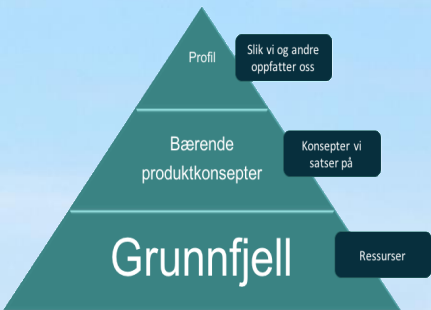 Profil
Slik vi og andre
oppfatter oss
Bærende
produktkonsepter
Konsepter vi
satser på
Grunnfjell
Ressurser